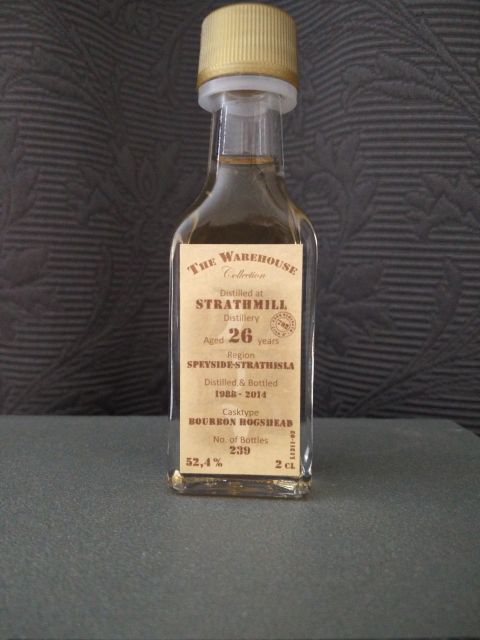 THE WAREHOUSE
Collection
Distilled at
STRATHMILL
Distillery
Aged 26 years
Region
SPEYSIDE-STRATHISLA
Distilled & Bottled
1988 - 2014
Casktype
BOURBON HOGSHEAD
No. of Bottles
239
52,4 % 2 cl